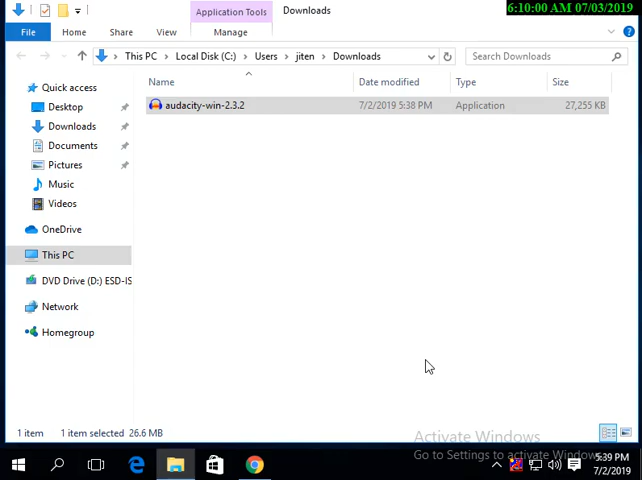 Application Tools Downloads 6:10:00 AM 07/03/2019
File Home Share View Manage
This PC Local Disk (C:) Users jiten Downloads Search Downloads
Name Date modified Type Size
audacity-win-2.3.2 7/2/2019 5:38 PM Application 27,255 KB
Quick access
Desktop
Downloads
Documents
Pictures
Music
Videos
OneDrive
This PC
DVD Drive (D:) ESD-IS
Network
Homegroup
1 item 1 item selected 26.6 MB
Activate Windows
Go to Settings to activate Windows.
5:39 PM
7/2/2019